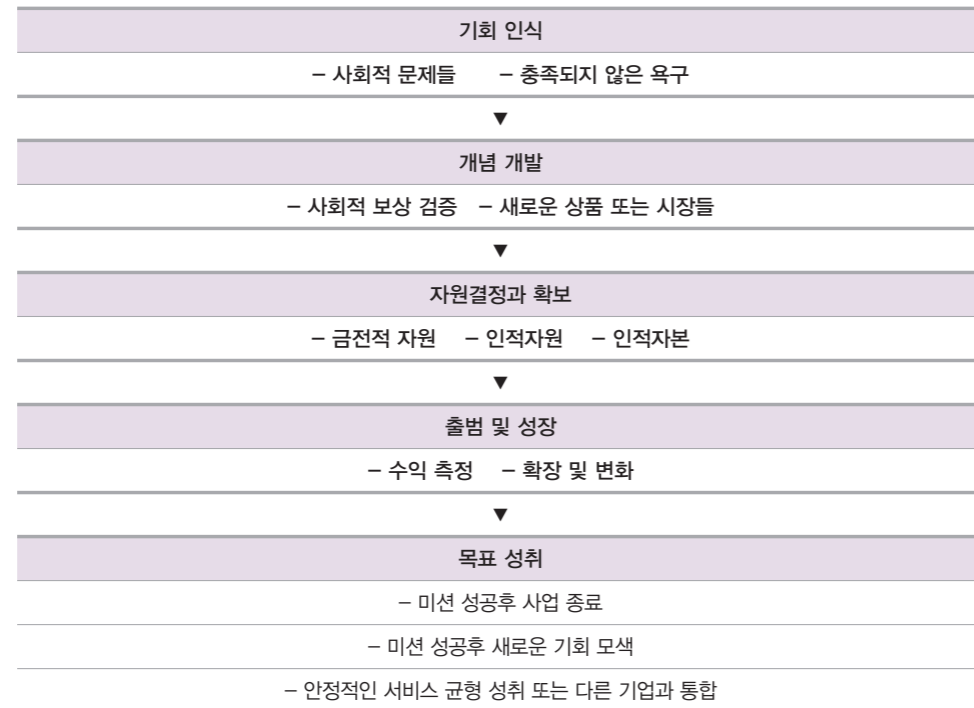 기회 인식
– 사회적 문제들 – 충족되지 않은 욕구
▼
개념 개발
– 사회적 보상 검증 – 새로운 상품 또는 시장들
▼
자원결정과 확보
– 금전적 자원 – 인적자원 – 인적자본
▼
출범 및 성장
– 수익 측정 – 확장 및 변화
▼
목표 성취
– 미션 성공후 사업 종료
– 미션 성공후 새로운 기회 모색
– 안정적인 서비스 균형 성취 또는 다른 기업과 통합